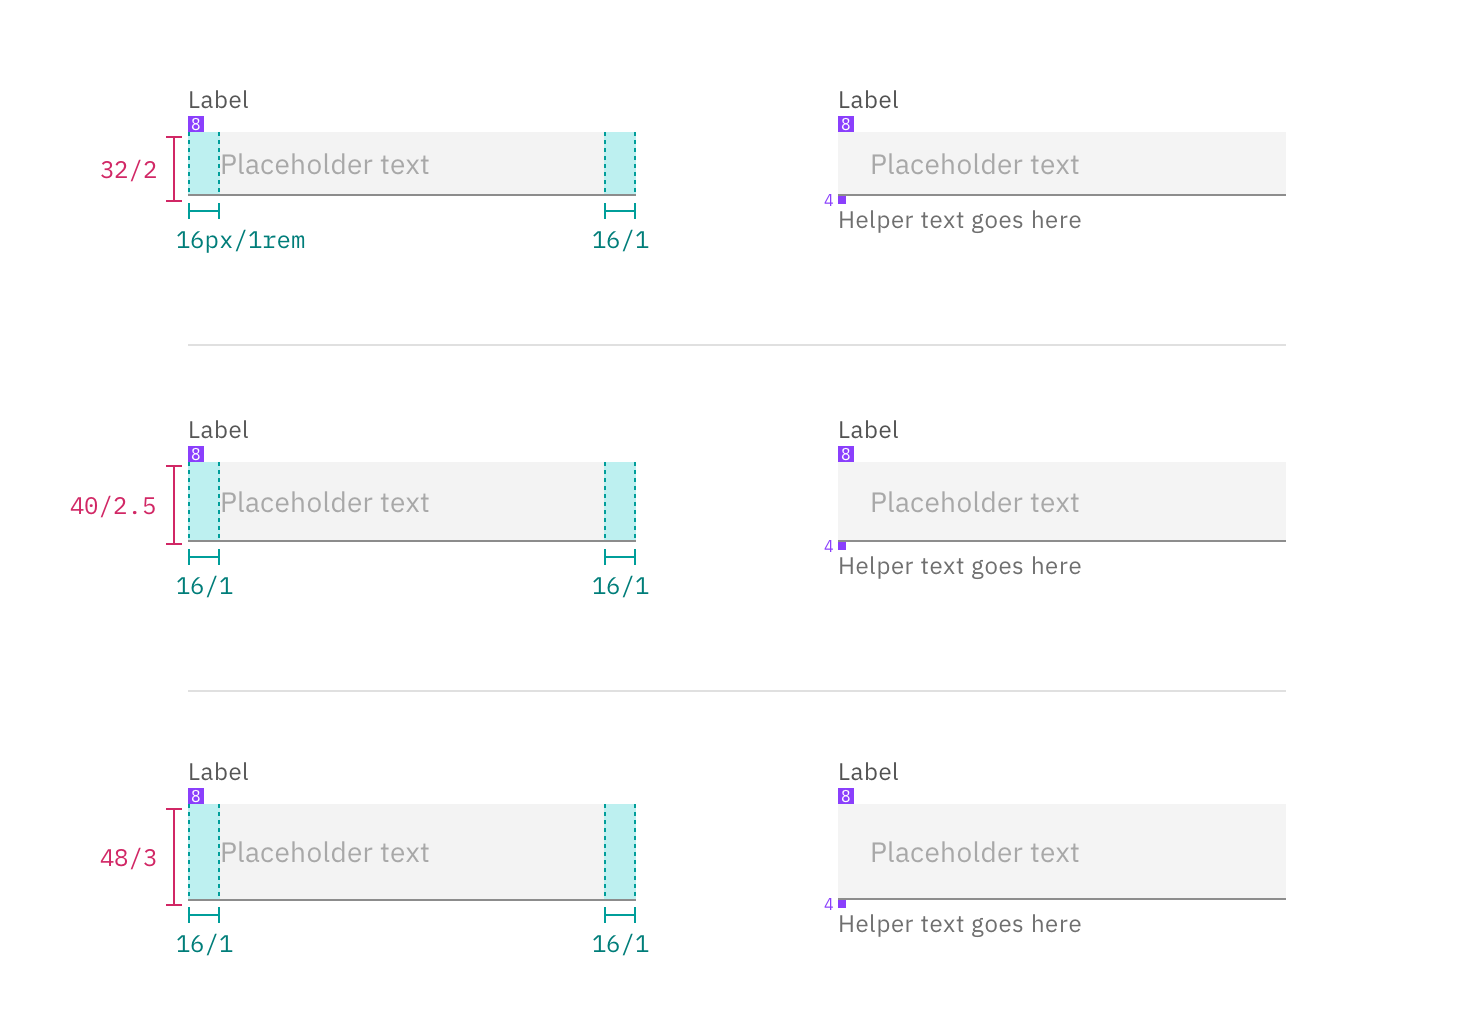 Label
8
32/2
Placeholder text
16px/1rem
16/1
Label
8
Placeholder text
4
Helper text goes here
Label
8
40/2.5
Placeholder text
16/1
16/1
Label
8
Placeholder text
4
Helper text goes here
Label
8
48/3
Placeholder text
16/1
16/1
Label
8
Placeholder text
4
Helper text goes here